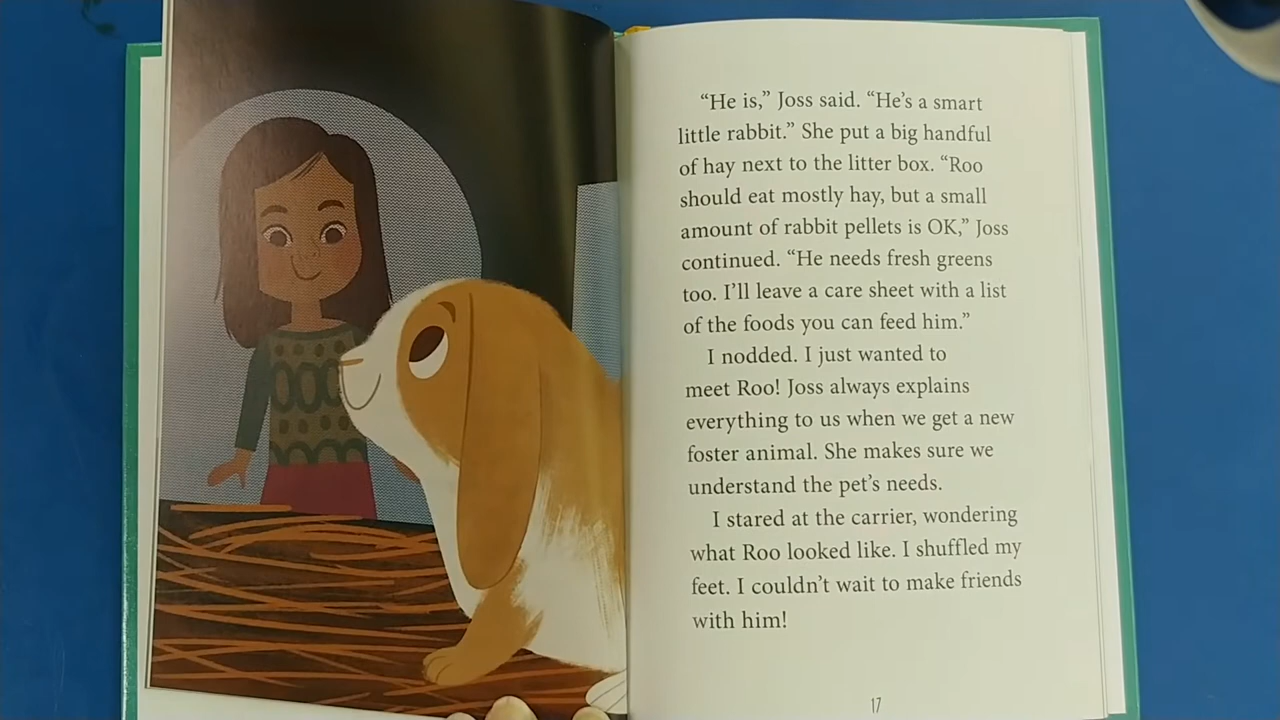 “He is,” Joss said. “He’s a smart
little rabbit.” She put a big handful
of hay next to the litter box. “Roo
should eat mostly hay, but a small
amount of rabbit pellets is OK,” Joss
continued. “He needs fresh greens
too. I’ll leave a care sheet with a list
of the foods you can feed him.”
I nodded. I just wanted to
meet Roo! Joss always explains
everything to us when we get a new
foster animal. She makes sure we
understand the pet’s needs.
I stared at the carrier, wondering
what Roo looked like. I shuffled my
feet. I couldn’t wait to make friends
with him!
17